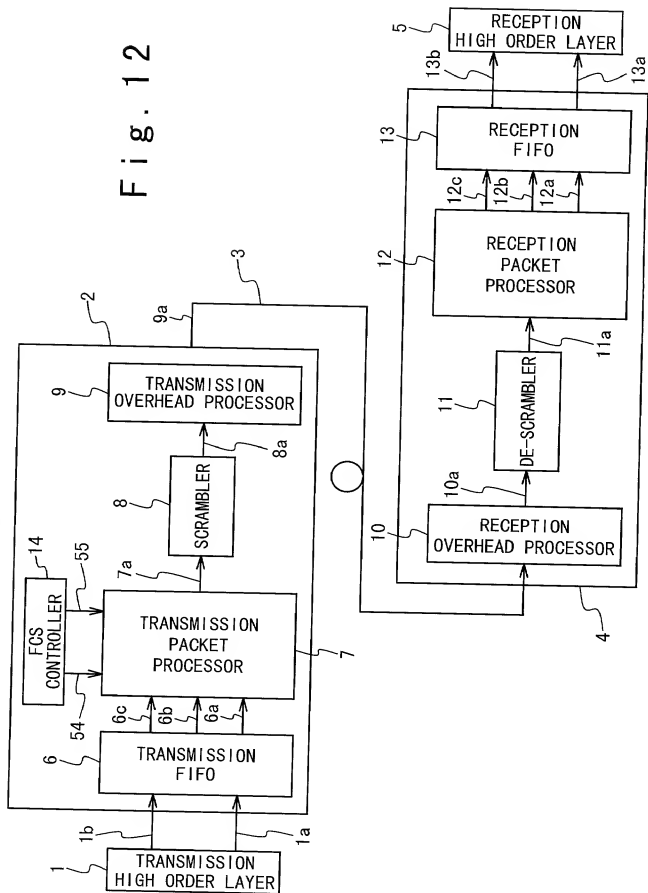 Fig. 12
1
TRANSMISSION
HIGH ORDER LAYER
1b
1a
2
6
TRANSMISSION
FIFO
6c
6b
6a
14
FCS
CONTROLLER
54
55
TRANSMISSION
PACKET
PROCESSOR
7
7a
8
SCRAMBLER
8a
9
TRANSMISSION
OVERHEAD PROCESSOR
9a
3
4
10
RECEPTION
OVERHEAD PROCESSOR
10a
11
DE-SCRAMBLER
11a
12
RECEPTION
PACKET
PROCESSOR
12c
12b
12a
13
RECEPTION
FIFO
13b
13a
5
RECEPTION
HIGH ORDER LAYER